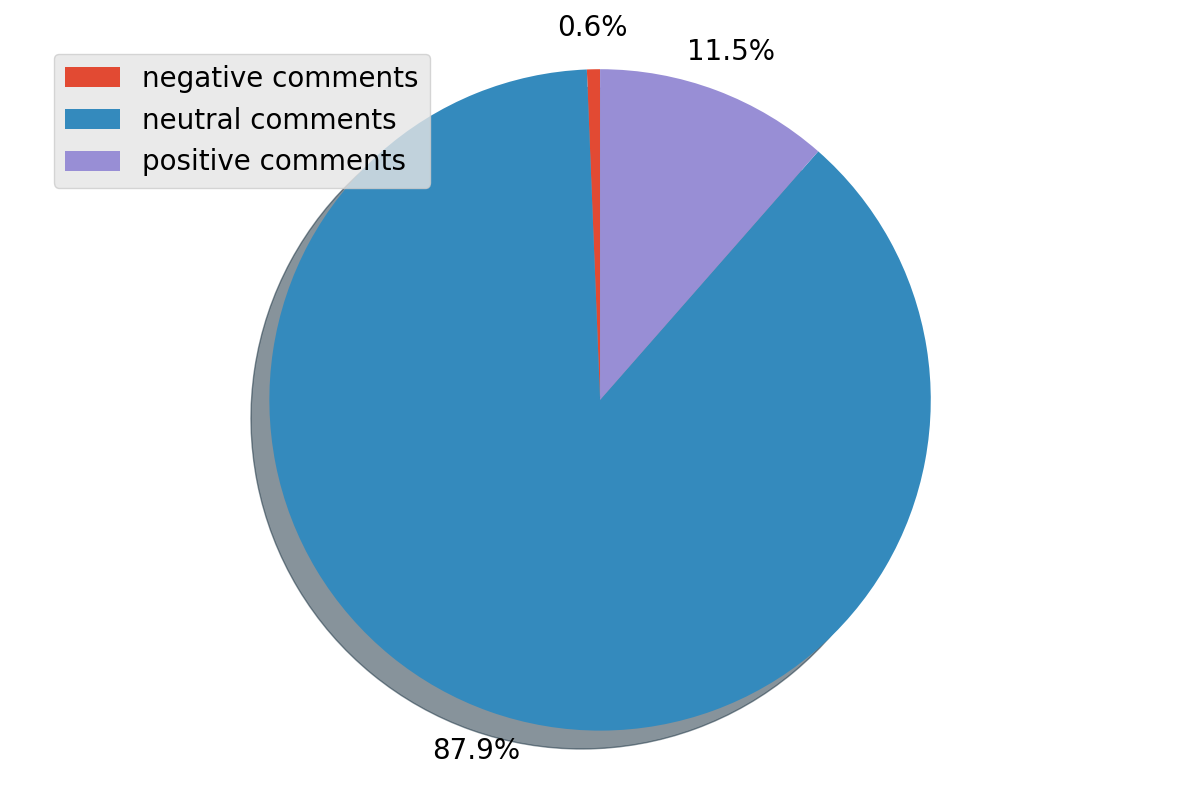 0.6%
11.5%
negative comments
neutral comments
positive comments
87.9%